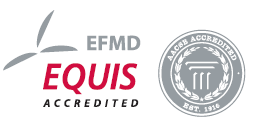 EFMD
EQUIS
ACCREDITED
AACSB ACCREDITED
EST. 1916